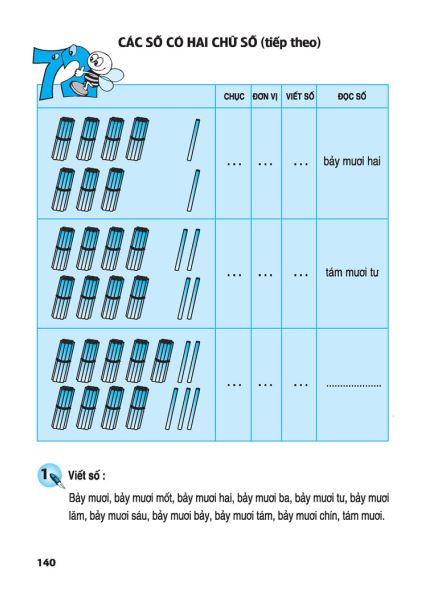 CÁC SỐ CÓ HAI CHỮ SỐ (tiếp theo)
72
CHỤC ĐƠN VỊ VIẾT SỐ ĐỌC SỐ
... ... ... bảy mươi hai
... ... ... tám mươi tư
... ... ... ....................
1 Viết số :
Bảy mươi, bảy mươi mốt, bảy mươi hai, bảy mươi ba, bảy mươi tư, bảy mươi
lăm, bảy mươi sáu, bảy mươi bảy, bảy mươi tám, bảy mươi chín, tám mươi.
140